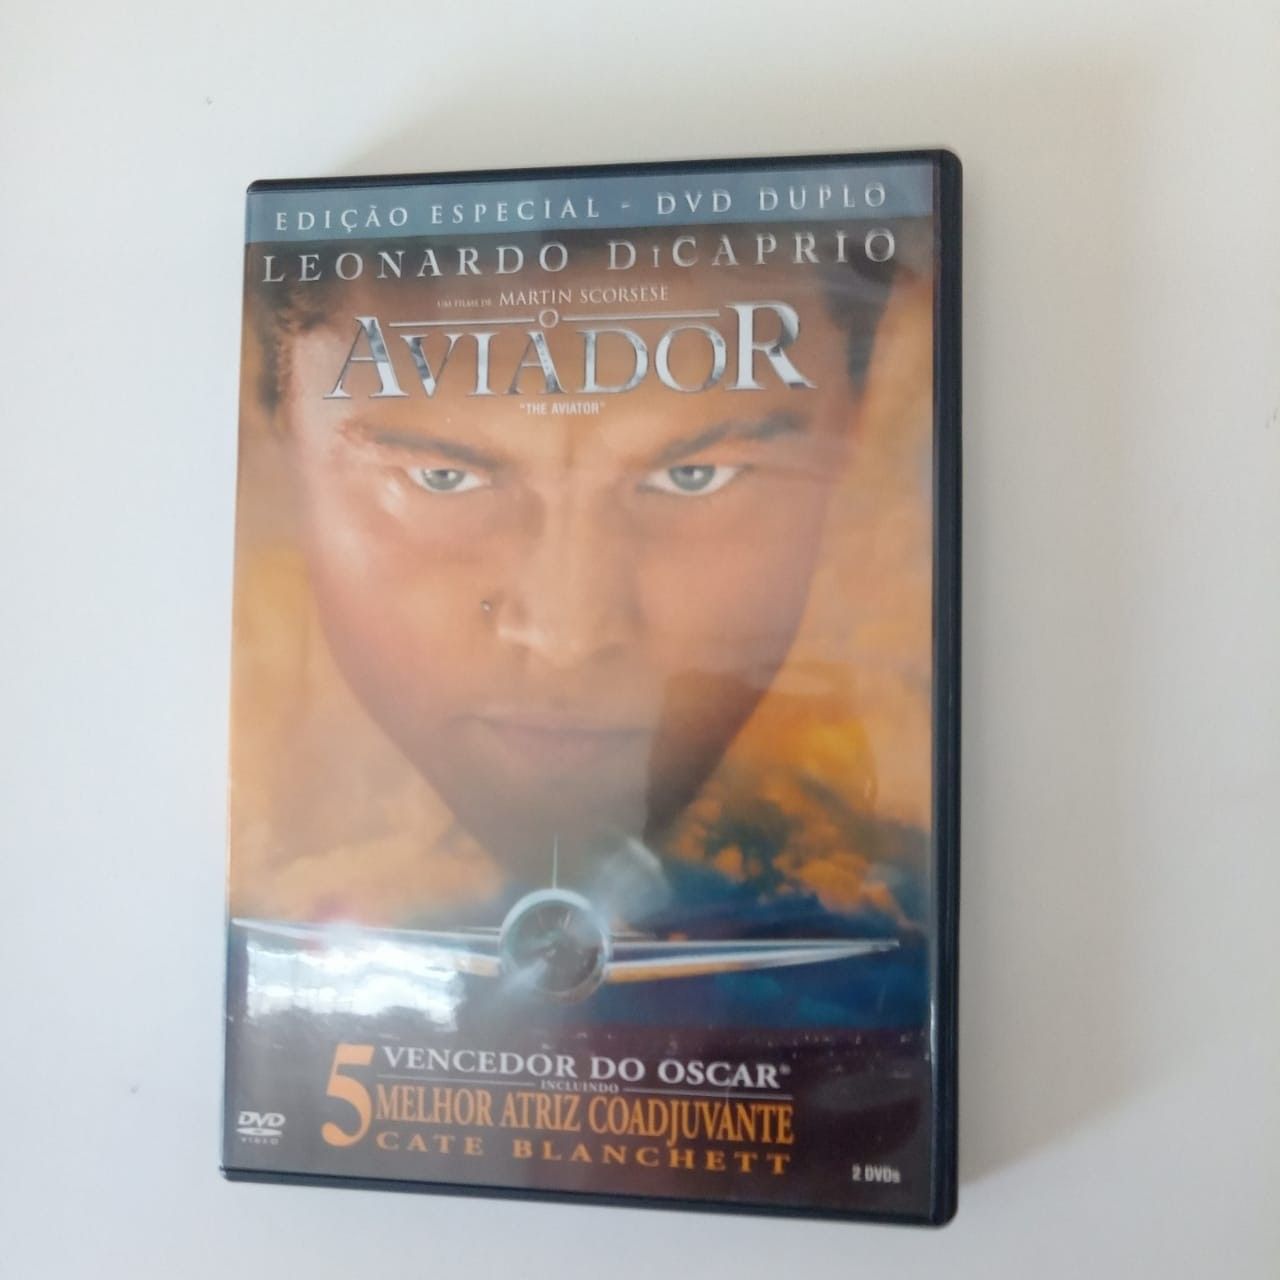 EDIÇÃO ESPECIAL - DVD DUPLO
LEONARDO DiCAPRIO
UM FILME DE MARTIN SCORSESE
O
AVIADOR
"THE AVIATOR"
5 VENCEDOR DO OSCAR®
INCLUINDO
MELHOR ATRIZ COADJUVANTE
CATE BLANCHETT
DVD
VIDEO
2 DVDs